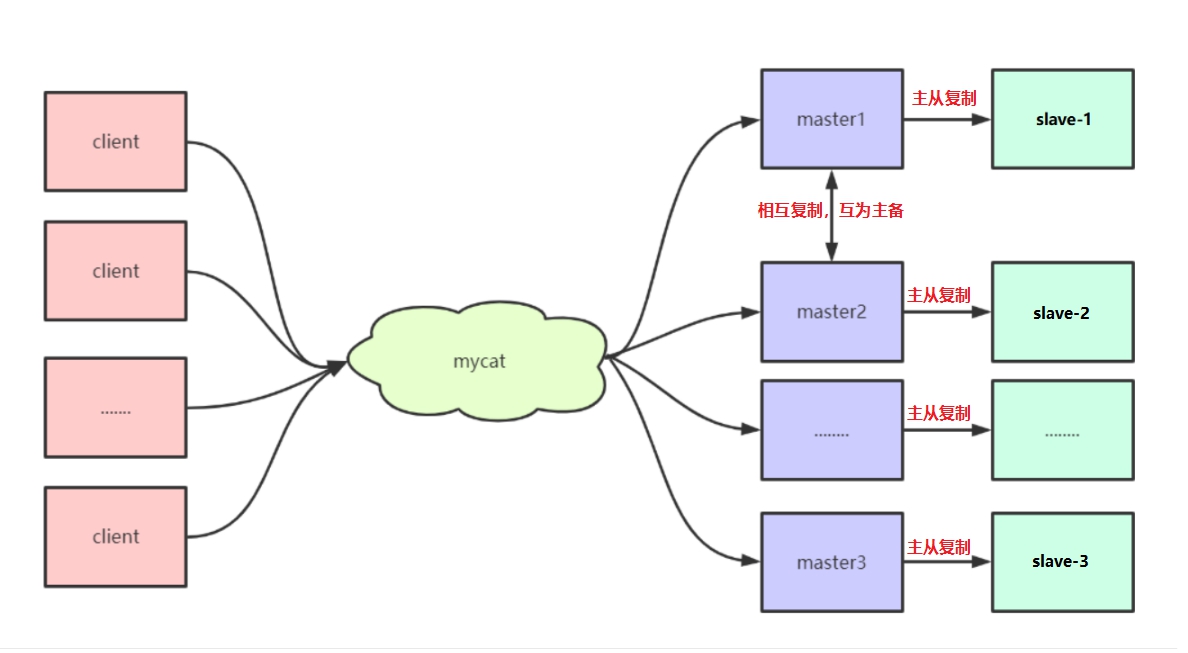 client
client
.......
client
mycat
master1
主从复制
slave-1
相互复制，互为主备
master2
主从复制
slave-2
........
主从复制
........
master3
主从复制
slave-3